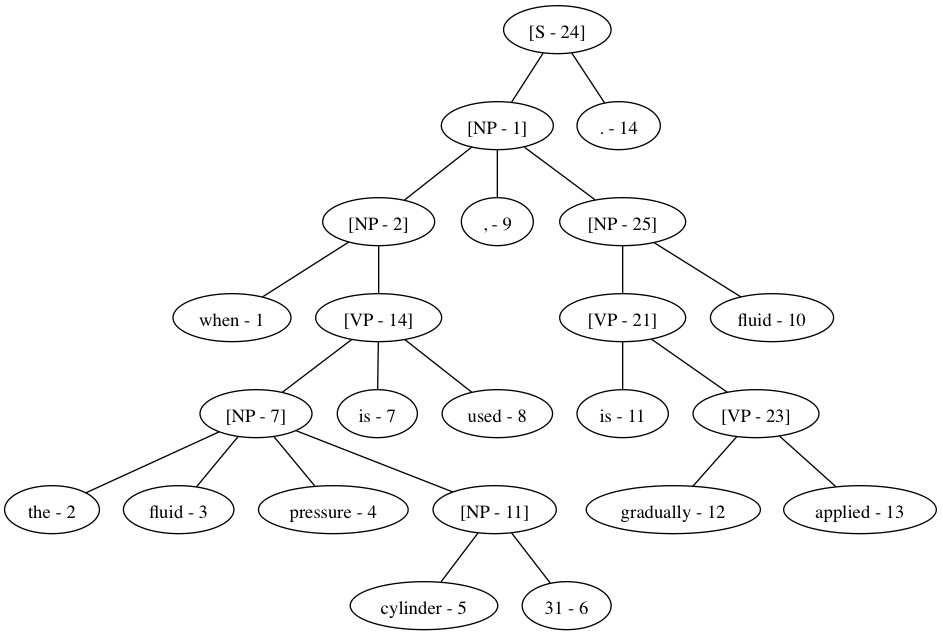 [S - 24]
[NP - 1] . - 14
[NP - 2] , - 9 [NP - 25]
when - 1 [VP - 14] [VP - 21] fluid - 10
[NP - 7] is - 7 used - 8 is - 11 [VP - 23]
the - 2 fluid - 3 pressure - 4 [NP - 11] gradually - 12 applied - 13
cylinder - 5 31 - 6